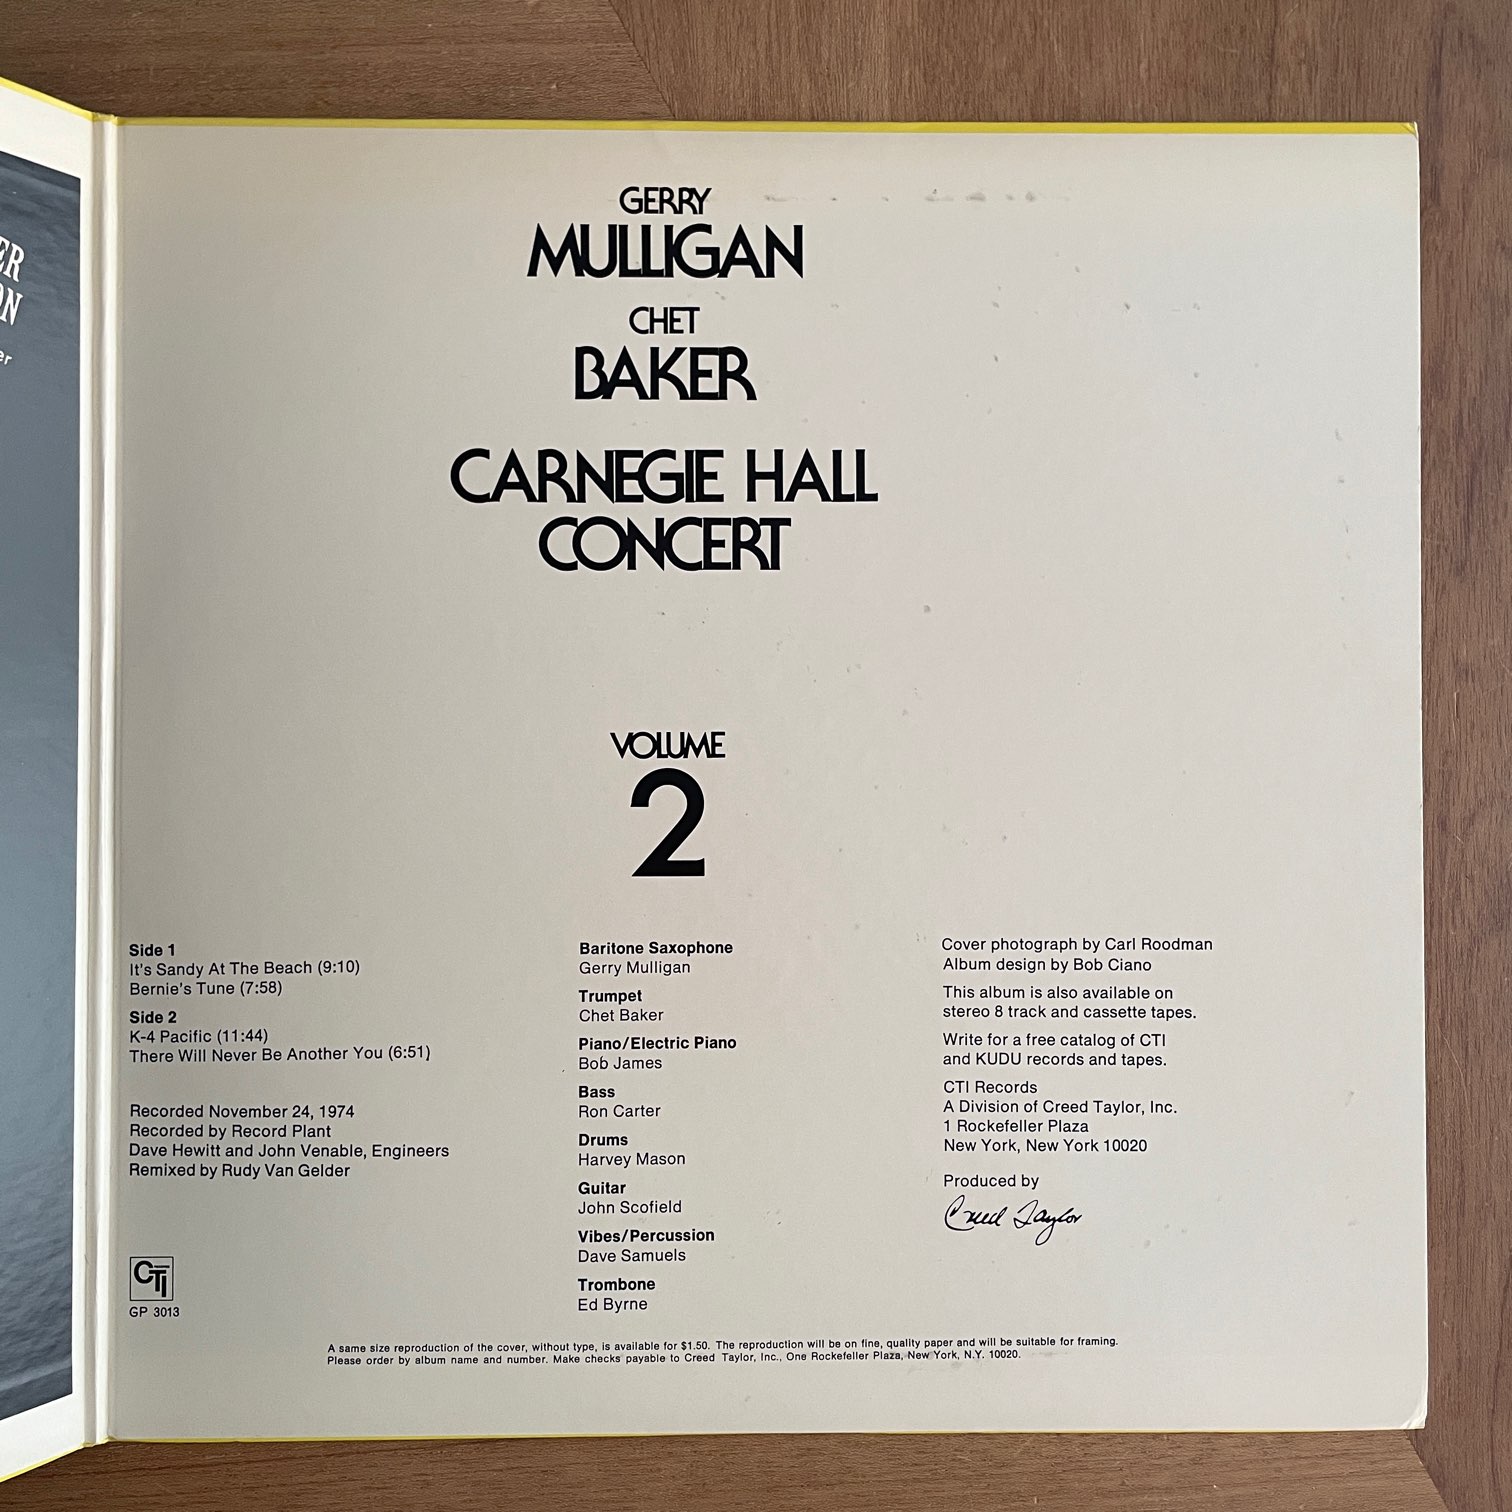 ER
ON
er
GERRY
MULLIGAN
CHET
BAKER
CARNEGIE HALL
CONCERT
VOLUME
2
Side 1
It's Sandy At The Beach (9:10)
Bernie's Tune (7:58)
Side 2
K-4 Pacific (11:44)
There Will Never Be Another You (6:51)
Recorded November 24, 1974
Recorded by Record Plant
Dave Hewitt and John Venable, Engineers
Remixed by Rudy Van Gelder
CTI
GP 3013
Baritone Saxophone
Gerry Mulligan
Trumpet
Chet Baker
Piano/Electric Piano
Bob James
Bass
Ron Carter
Drums
Harvey Mason
Guitar
John Scofield
Vibes/Percussion
Dave Samuels
Trombone
Ed Byrne
Cover photograph by Carl Roodman
Album design by Bob Ciano
This album is also available on
stereo 8 track and cassette tapes.
Write for a free catalog of CTI
and KUDU records and tapes.
CTI Records
A Division of Creed Taylor, Inc.
1 Rockefeller Plaza
New York, New York 10020
Produced by
Creed Taylor
A same size reproduction of the cover, without type, is available for $1.50. The reproduction will be on fine, quality paper and will be suitable for framing.
Please order by album name and number. Make checks payable to Creed Taylor, Inc., One Rockefeller Plaza, New York, N.Y. 10020.